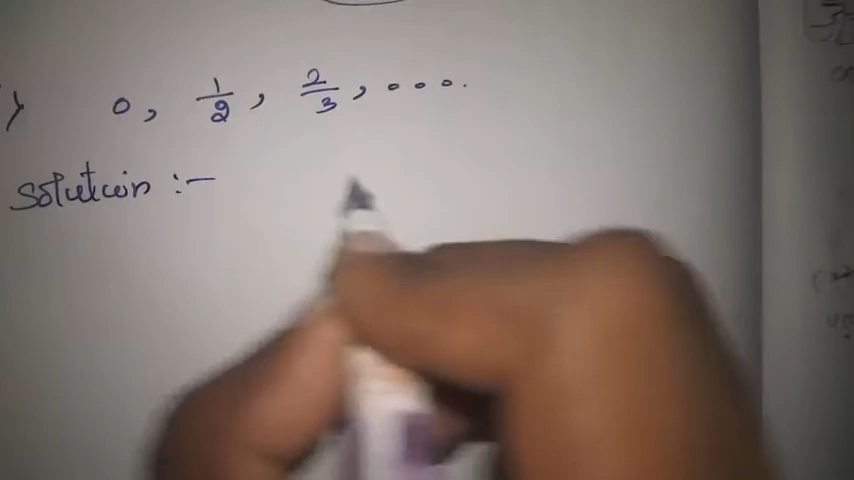 ) 0, 1/2, 2/3, ....
Solution :-